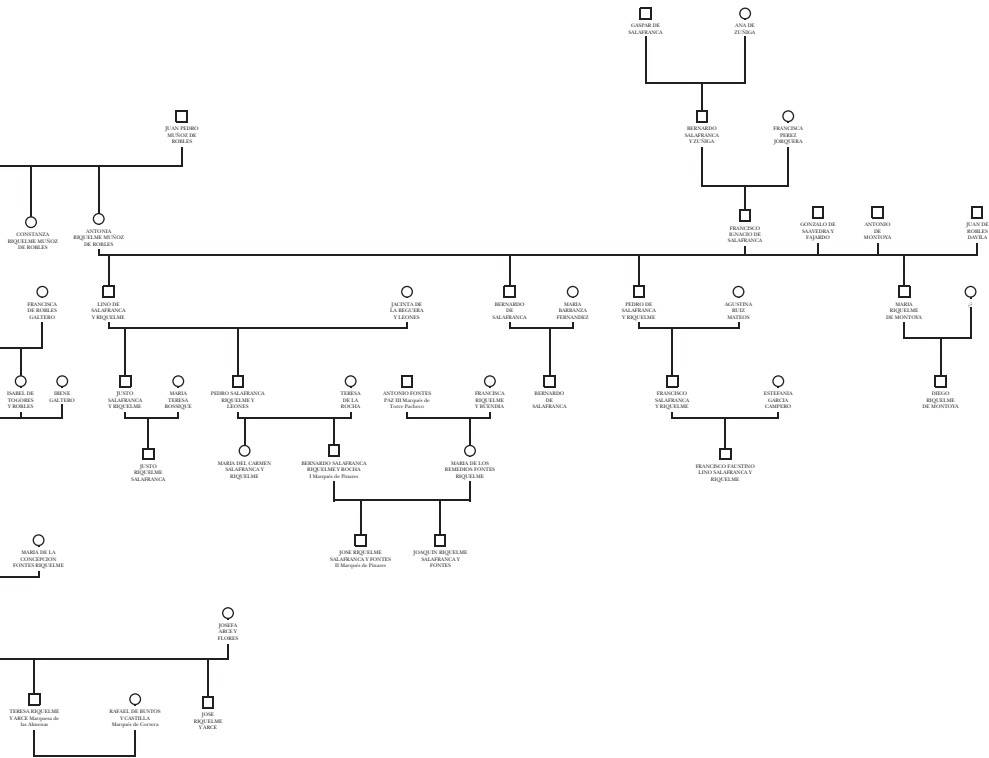 GASPAR DE
SALAFRANCA
ANA DE
ZUÑIGA
JUAN PEDRO
MUÑOZ DE
ROBLES
BERNARDO
SALAFRANCA
Y ZUÑIGA
FRANCISCA
PEREZ
JORQUERA
CONSTANZA
RIQUELME MUÑOZ
DE ROBLES
ANTONIA
RIQUELME MUÑOZ
DE ROBLES
FRANCISCO
IGNACIO DE
SALAFRANCA
GONZALO DE
SAAVEDRA Y
FAJARDO
ANTONIO
DE
MONTOYA
JUAN DE
ROBLES
DAVILA
FRANCISCA
DE ROBLES
GALTERO
LINO DE
SALAFRANCA
Y RIQUELME
JACINTA DE
LA REGUERA
Y LEONES
BERNARDO
DE
SALAFRANCA
MARIA
BARBANZA
FERNANDEZ
PEDRO DE
SALAFRANCA
Y RIQUELME
AGUSTINA
RUIZ
MATEOS
MARIA
RIQUELME
DE MONTOYA
¿?
ISABEL DE
TOGORES
Y ROBLES
IRENE
GALTERO
JUSTO
SALAFRANCA
Y RIQUELME
MARIA
TERESA
ROSSIQUE
PEDRO SALAFRANCA
RIQUELME Y
LEONES
TERESA
DE LA
ROCHA
ANTONIO FONTES
PAZ III Marqués de
Torre Pacheco
FRANCISCA
RIQUELME
Y BUENDIA
BERNARDO
DE
SALAFRANCA
FRANCISCO
SALAFRANCA
Y RIQUELME
ESTEFANIA
GARCIA
CAMPERO
DIEGO
RIQUELME
DE MONTOYA
JUSTO
RIQUELME
SALAFRANCA
MARIA DEL CARMEN
SALAFRANCA Y
RIQUELME
BERNARDO SALAFRANCA
RIQUELME Y ROCHA
I Marqués de Pinares
MARIA DE LOS
REMEDIOS FONTES
RIQUELME
FRANCISCO FAUSTINO
LINO SALAFRANCA Y
RIQUELME
MARIA DE LA
CONCEPCION
FONTES RIQUELME
JOSE RIQUELME
SALAFRANCA Y FONTES
II Marqués de Pinares
JOAQUIN RIQUELME
SALAFRANCA Y
FONTES
JOSEFA
ARCE Y
FLORES
TERESA RIQUELME
Y ARCE Marquesa de
las Almenas
RAFAEL DE BUSTOS
Y CASTILLA
Marqués de Corvera
JOSE
RIQUELME
Y ARCE